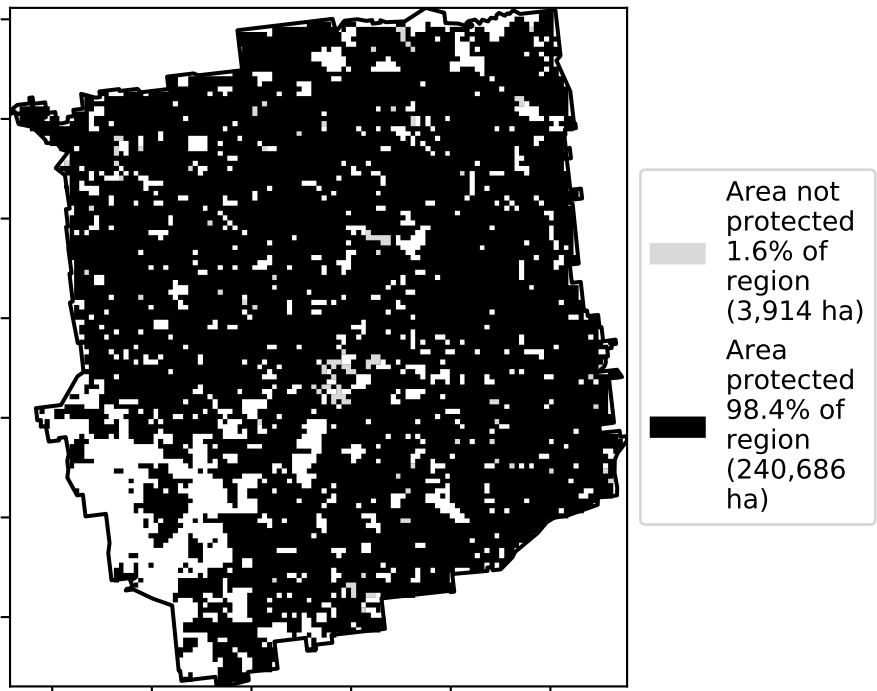 Area not
protected
1.6% of
region
(3,914 ha)
Area
protected
98.4% of
region
(240,686
ha)